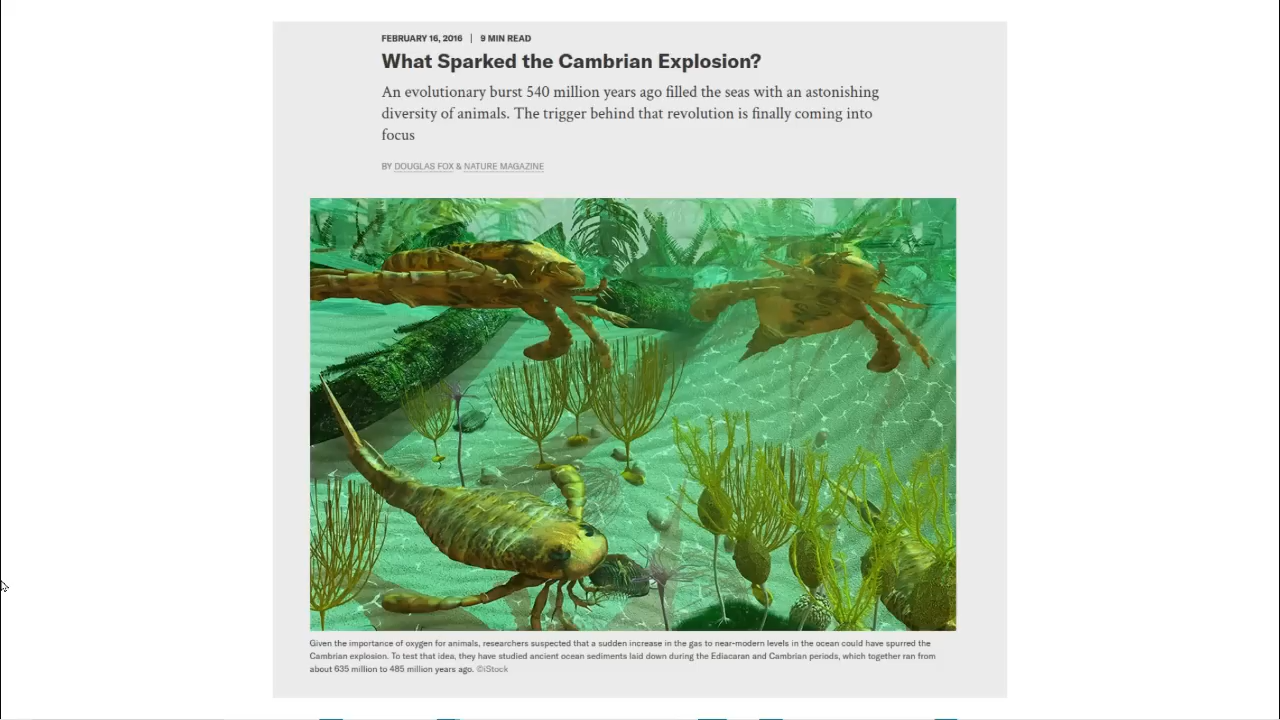 FEBRUARY 16, 2016 | 9 MIN READ
What Sparked the Cambrian Explosion?
An evolutionary burst 540 million years ago filled the seas with an astonishing
diversity of animals. The trigger behind that revolution is finally coming into
focus
BY DOUGLAS FOX & NATURE MAGAZINE
Given the importance of oxygen for animals, researchers suspected that a sudden increase in the gas to near-modern levels in the ocean could have spurred the
Cambrian explosion. To test that idea, they have studied ancient ocean sediments laid down during the Ediacaran and Cambrian periods, which together ran from
about 635 million to 485 million years ago. ©iStock